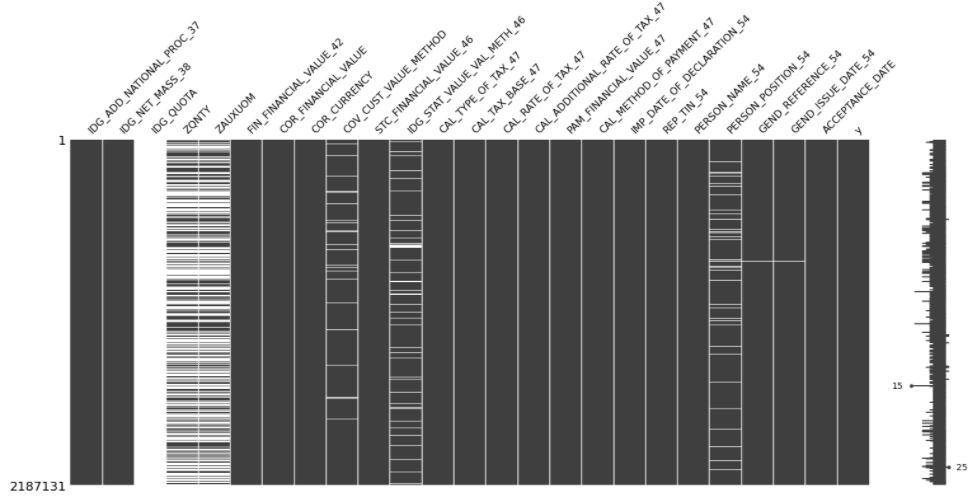 IDG_ADD_NATIONAL_PROC_37
IDG_NET_MASS_38
IDG_QUOTA
ZQNTY
ZAUXUOM
FIN_FINANCIAL_VALUE_42
COR_FINANCIAL_VALUE
COR_CURRENCY
COV_CUST_VALUE_METHOD
STC_FINANCIAL_VALUE_46
IDG_STAT_VALUE_VAL_METH_46
CAL_TYPE_OF_TAX_47
CAL_TAX_BASE_47
CAL_RATE_OF_TAX_47
CAL_ADDITIONAL_RATE_OF_TAX_47
PAM_FINANCIAL_VALUE_47
CAL_METHOD_OF_PAYMENT_47
IMP_DATE_OF_DECLARATION_54
REP_TIN_54
PERSON_NAME_54
PERSON_POSITION_54
GEND_REFERENCE_54
GEND_ISSUE_DATE_54
ACCEPTANCE_DATE
y
1
15
25
2187131